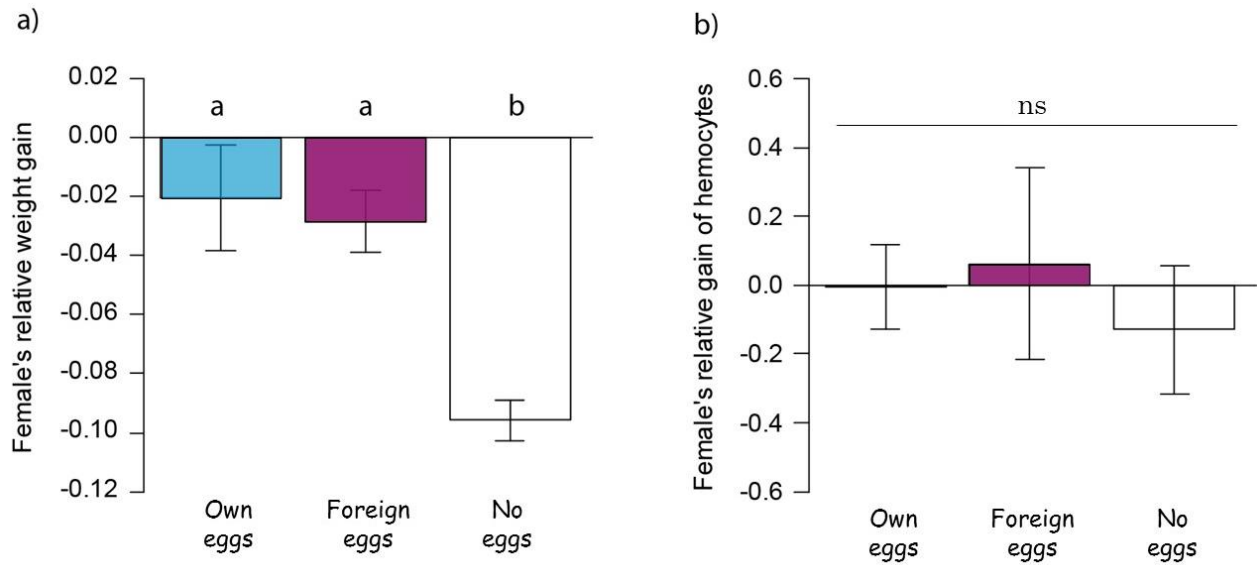 a)
Female's relative weight gain
0.02
0.00
-0.02
-0.04
-0.06
-0.08
-0.10
-0.12
a a b
Own
eggs
Foreign
eggs
No
eggs
b)
Female's relative gain of hemocytes
0.6
0.4
0.2
0.0
-0.2
-0.4
-0.6
ns
Own
eggs
Foreign
eggs
No
eggs